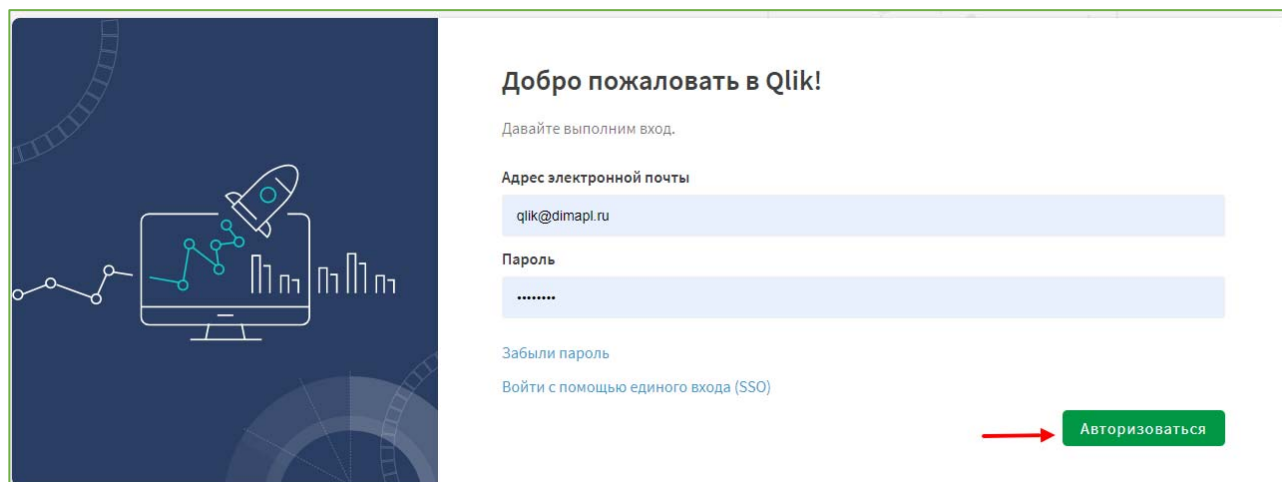 Добро пожаловать в Qlik!
Давайте выполним вход.
Адрес электронной почты
qlik@dimapl.ru
Пароль
••••••••
Забыли пароль
Войти с помощью единого входа (SSO)
Авторизоваться